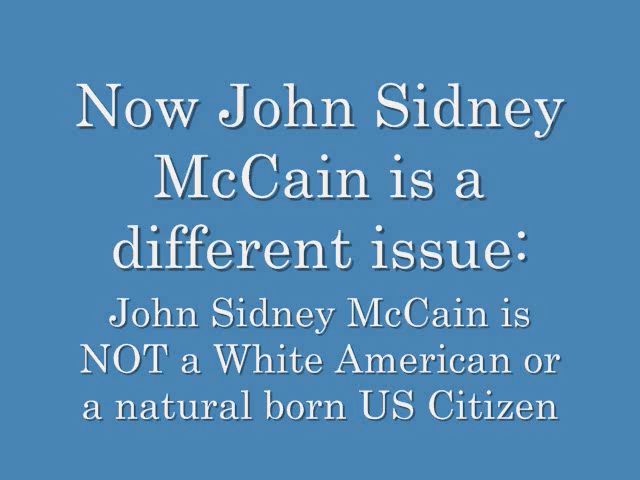 Now John Sidney
McCain is a
different issue:
John Sidney McCain is
NOT a White American or
a natural born US Citizen